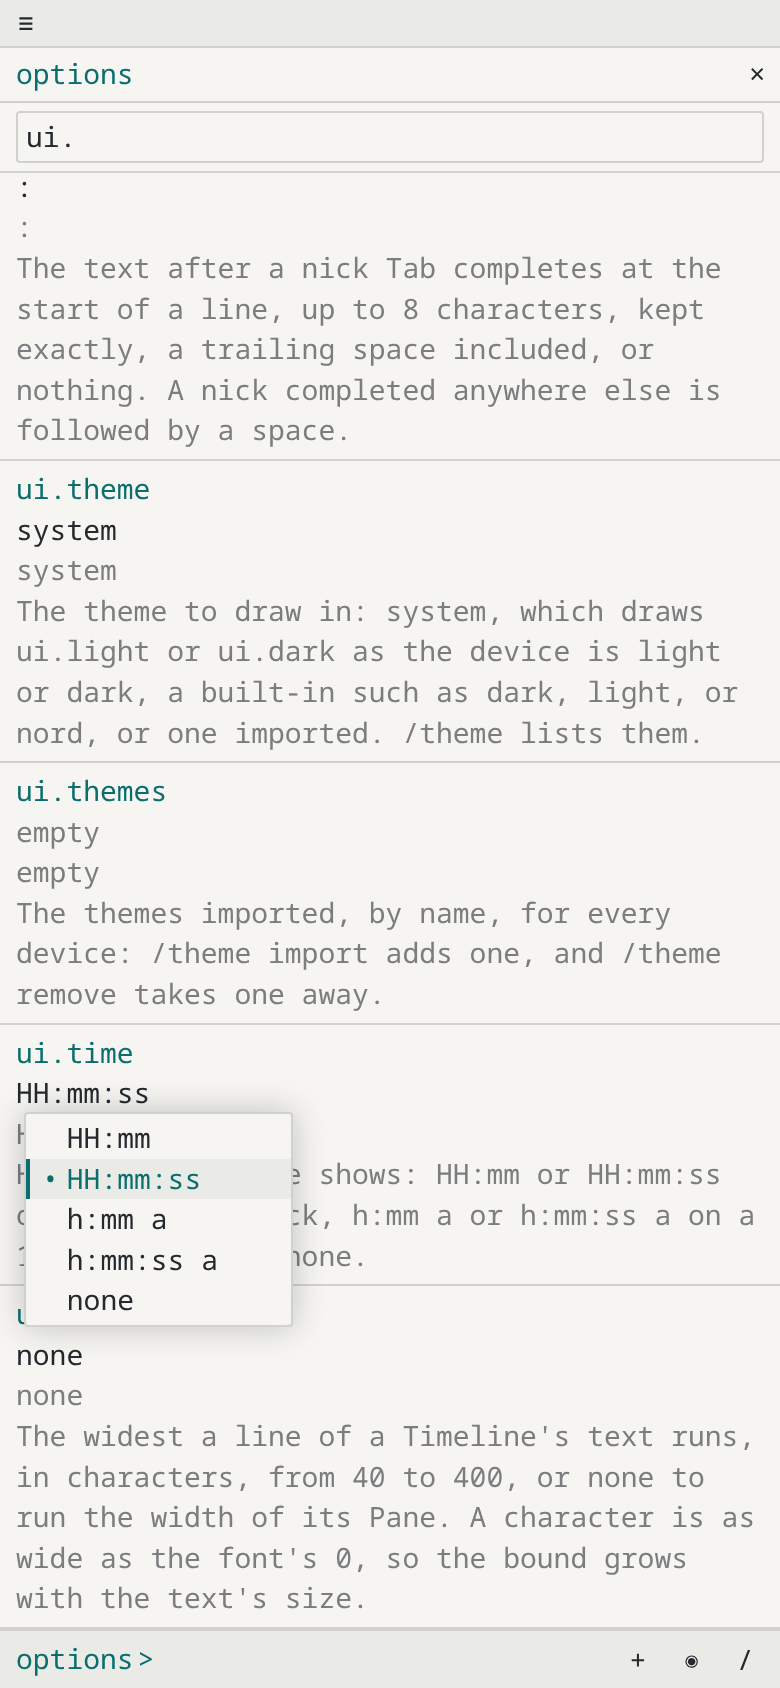 ≡
options ×
ui.
:
:
The text after a nick Tab completes at the
start of a line, up to 8 characters, kept
exactly, a trailing space included, or
nothing. A nick completed anywhere else is
followed by a space.
ui.theme
system
system
The theme to draw in: system, which draws
ui.light or ui.dark as the device is light
or dark, a built-in such as dark, light, or
nord, or one imported. /theme lists them.
ui.themes
empty
empty
The themes imported, by name, for every
device: /theme import adds one, and /theme
remove takes one away.
ui.time
HH:mm:ss
HH:mm
• HH:mm:ss
h:mm a
h:mm:ss a
none
shows: HH:mm or HH:mm:ss
h:mm a or h:mm:ss a on a
none.
none
none
The widest a line of a Timeline's text runs,
in characters, from 40 to 400, or none to
run the width of its Pane. A character is as
wide as the font's 0, so the bound grows
with the text's size.
options> + ◉ /